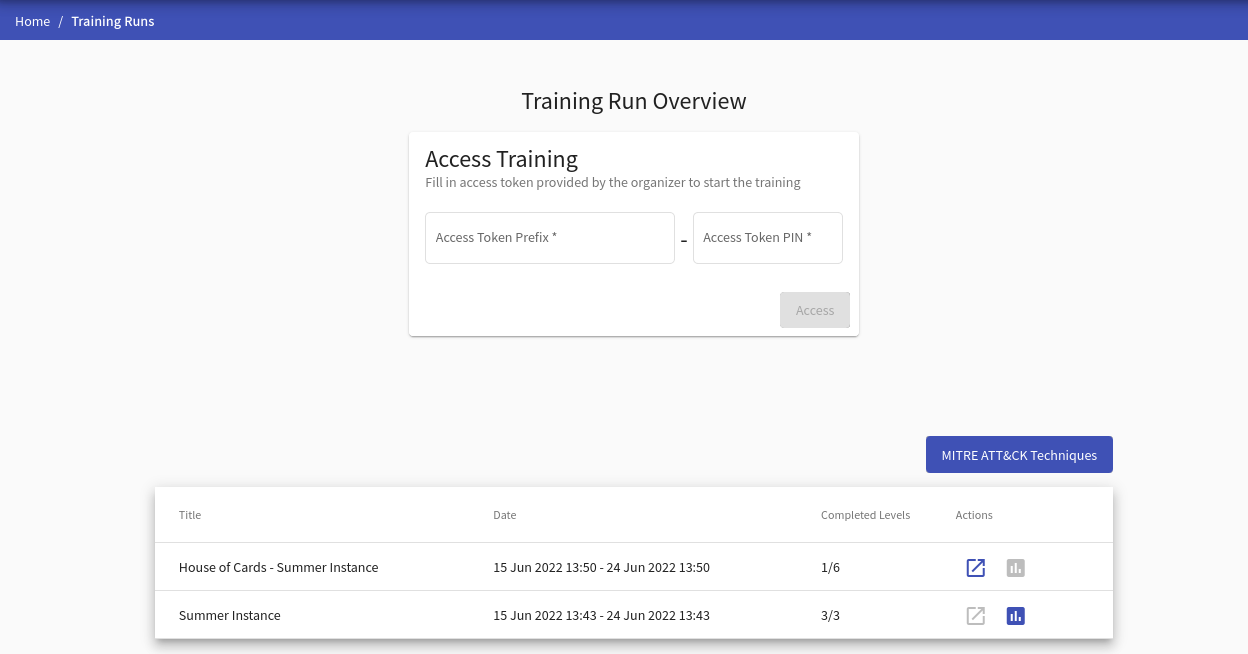 Home / Training Runs
Training Run Overview
Access Training
Fill in access token provided by the organizer to start the training
Access Token Prefix * - Access Token PIN *
Access
MITRE ATT&CK Techniques
Title Date Completed Levels Actions
House of Cards - Summer Instance 15 Jun 2022 13:50 - 24 Jun 2022 13:50 1/6
Summer Instance 15 Jun 2022 13:43 - 24 Jun 2022 13:43 3/3